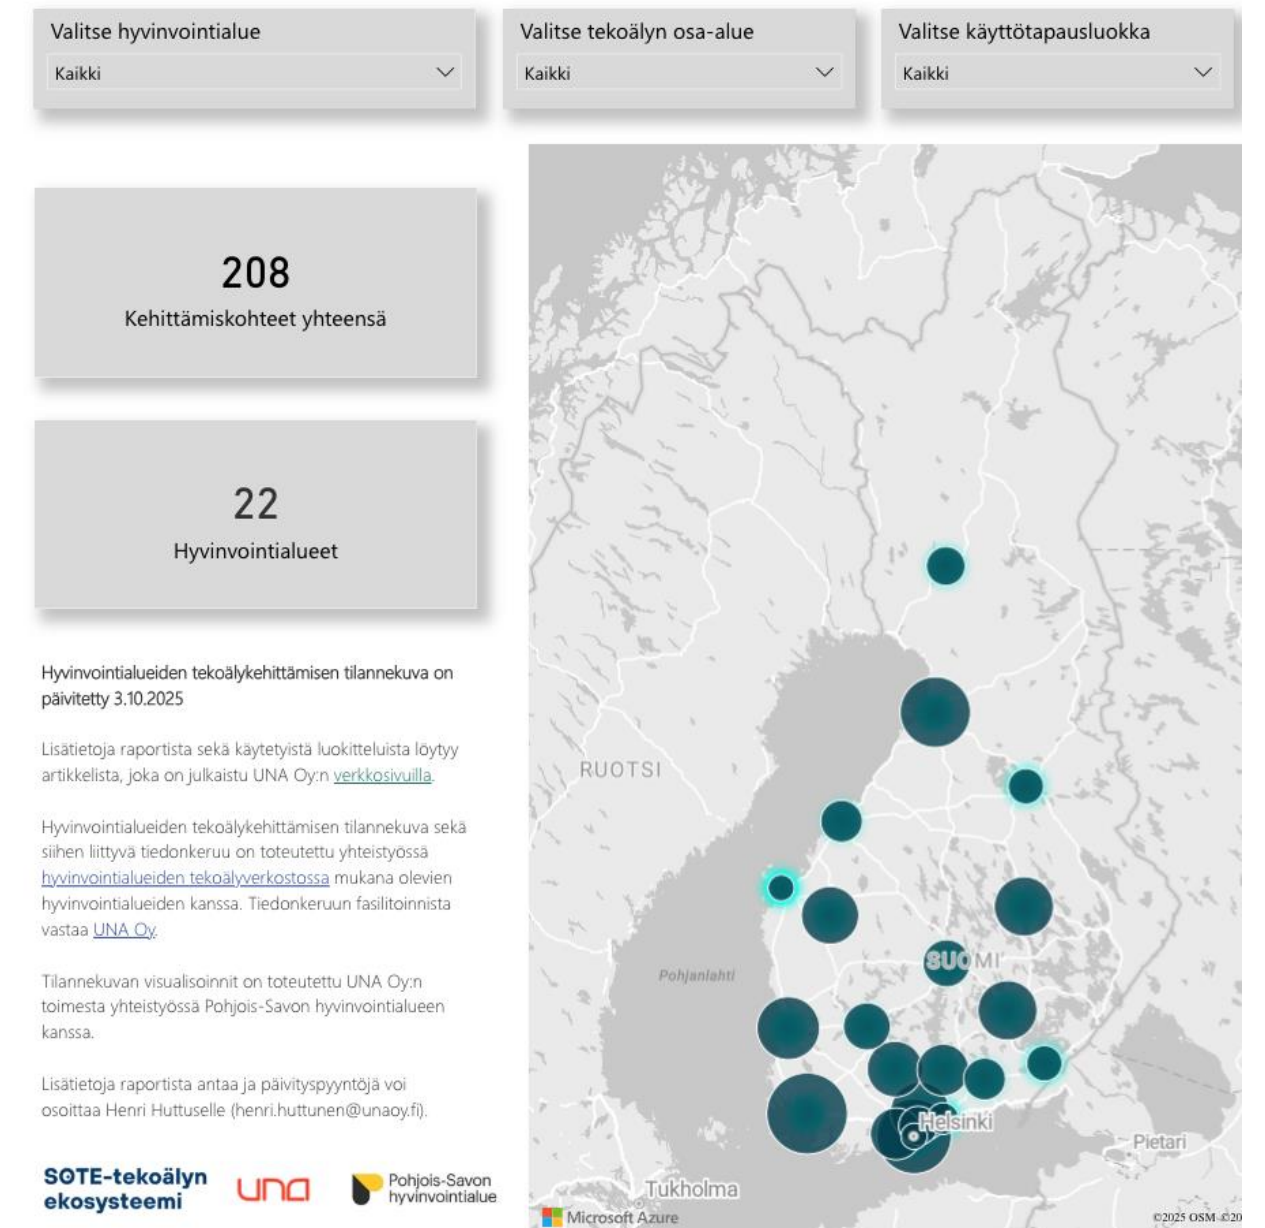 Valitse hyvinvointialue
Kaikki
Valitse tekoälyn osa-alue
Kaikki
Valitse käyttötapausluokka
Kaikki
208
Kehittämiskohteet yhteensä
22
Hyvinvointialueet
Hyvinvointialueiden tekoälykehittämisen tilannekuva on
päivitetty 3.10.2025
Lisätietoja raportista sekä käytetyistä luokitteluista löytyy
artikkelista, joka on julkaistu UNA Oy:n verkkosivuilla.
Hyvinvointialueiden tekoälykehittämisen tilannekuva sekä
siihen liittyvä tiedonkeruu on toteutettu yhteistyössä
hyvinvointialueiden tekoälyverkostossa mukana olevien
hyvinvointialueiden kanssa. Tiedonkeruun fasilitoinnista
vastaa UNA Oy.
Tilannekuvan visualisoinnit on toteutettu UNA Oy:n
toimesta yhteistyössä Pohjois-Savon hyvinvointialueen
kanssa.
Lisätietoja raportista antaa ja päivityspyyntöjä voi
osoittaa Henri Huttuselle (henri.huttunen@unaoy.fi).
SOTE-tekoälyn
ekosysteemi
una
Pohjois-Savon
hyvinvointialue
RUOTSI
Pohjanlahti
SUOMI
Helsinki
Pietari
Tukholma
Microsoft Azure
©2025 OSM ©20